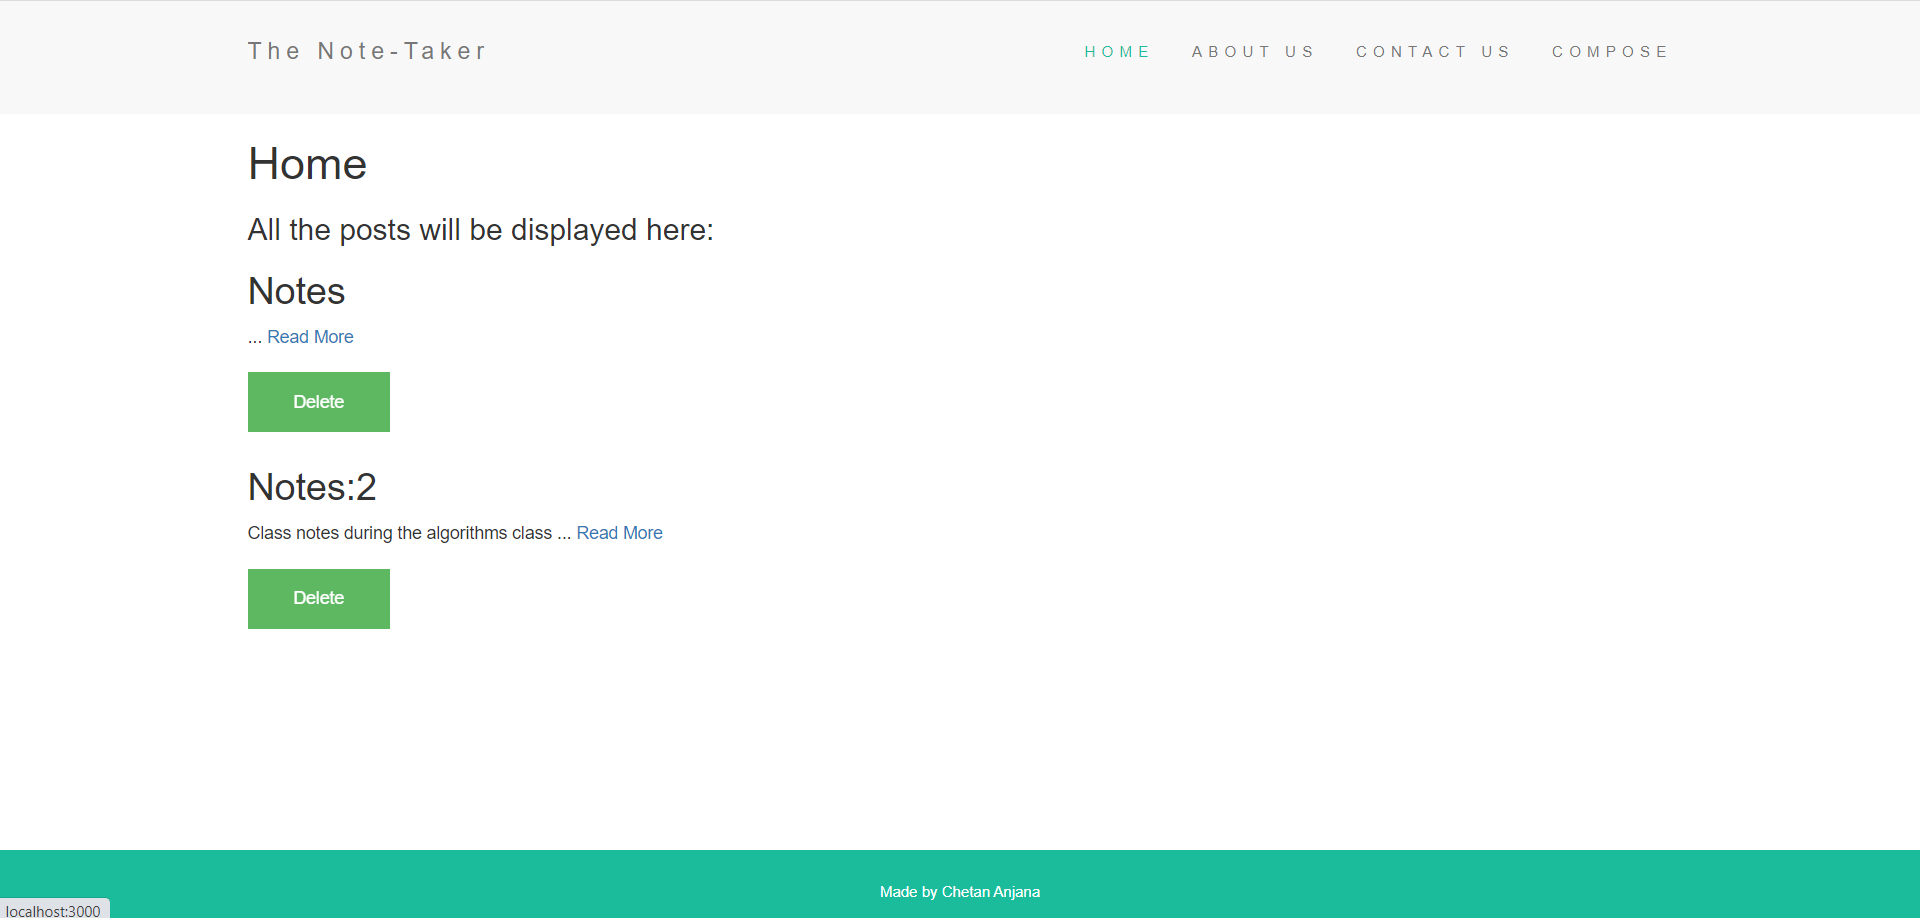 The Note-Taker HOME ABOUT US CONTACT US COMPOSE
Home
All the posts will be displayed here:
Notes
... Read More
Delete
Notes:2
Class notes during the algorithms class ... Read More
Delete
Made by Chetan Anjana
localhost:3000